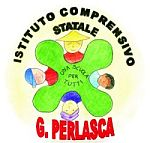 ISTITUTO COMPRENSIVO
STATALE
UNA SCUOLA
PER
TUTTI
G. PERLASCA